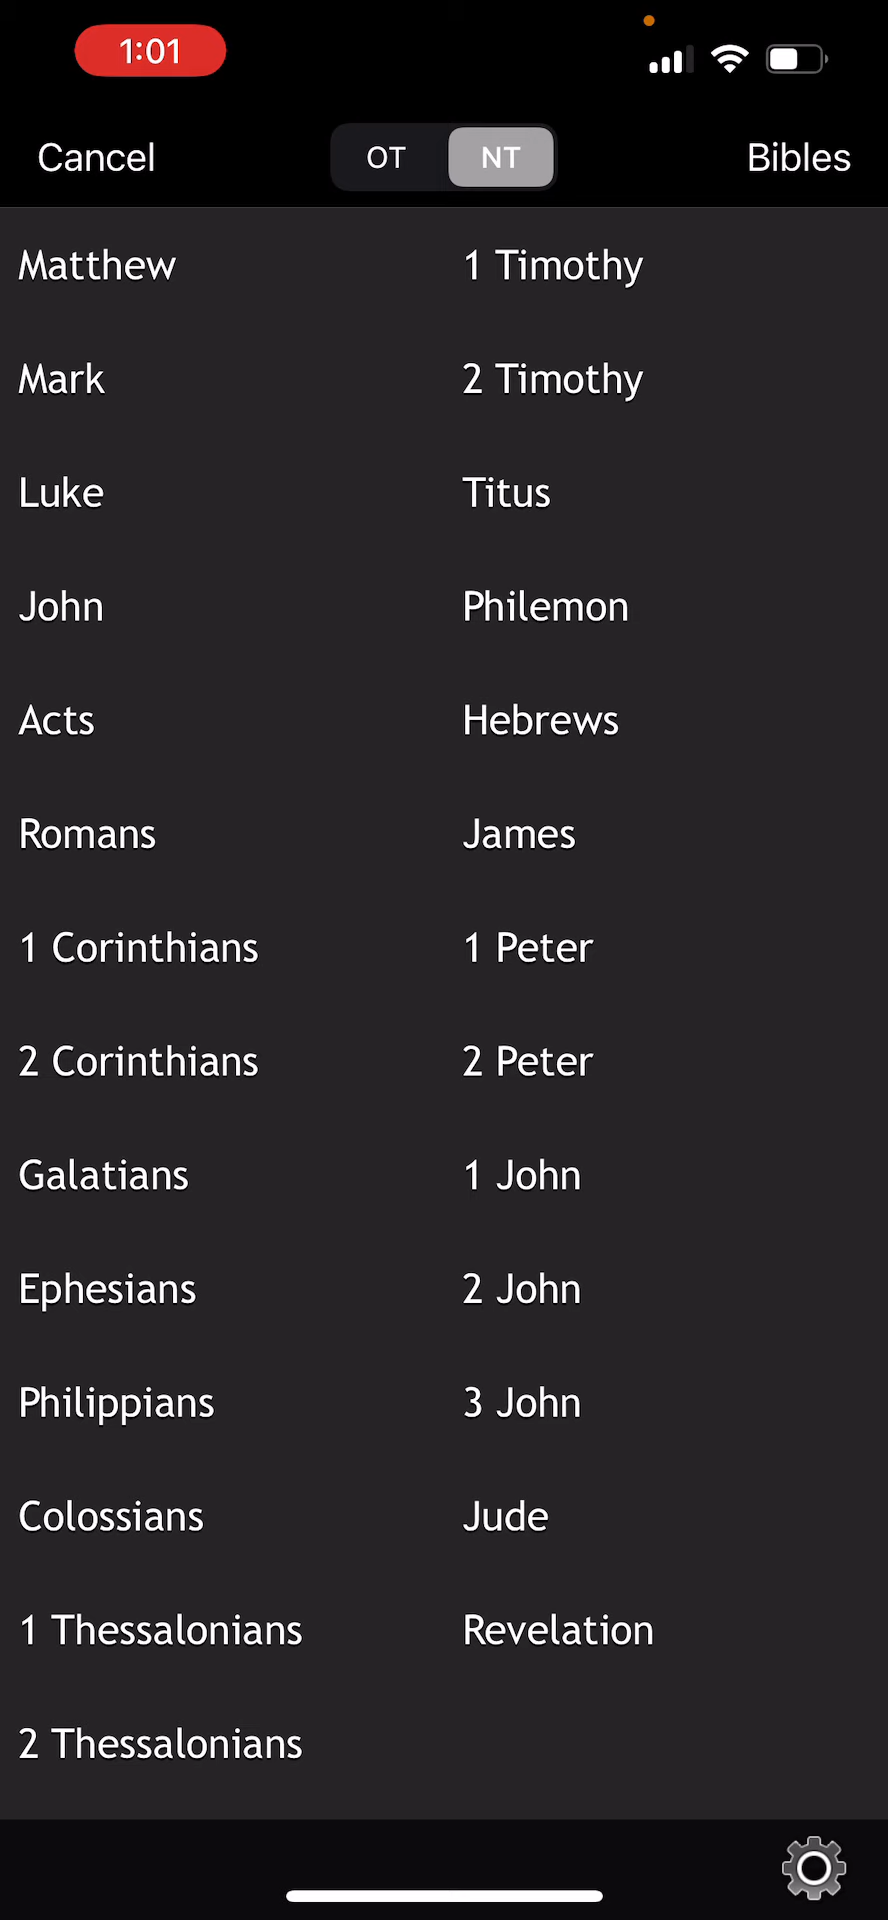 1:01
Cancel
OT
NT
Bibles
Matthew
Mark
Luke
John
Acts
Romans
1 Corinthians
2 Corinthians
Galatians
Ephesians
Philippians
Colossians
1 Thessalonians
2 Thessalonians
1 Timothy
2 Timothy
Titus
Philemon
Hebrews
James
1 Peter
2 Peter
1 John
2 John
3 John
Jude
Revelation